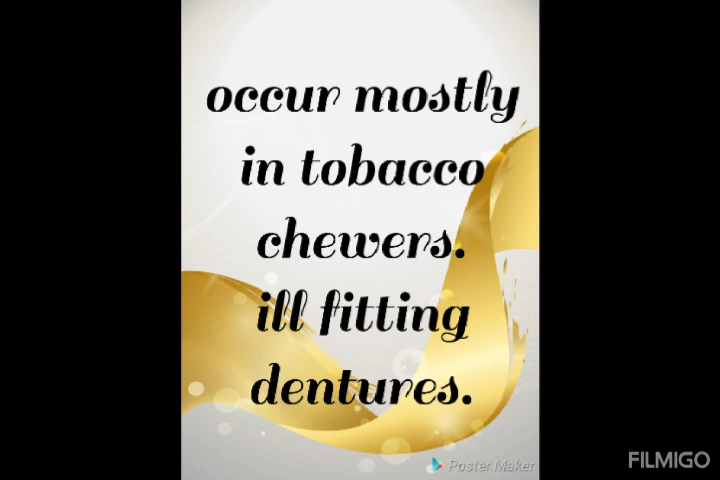 occur mostly
in tobacco
chewers.
ill fitting
dentures.
Poster Maker
FILMIGO